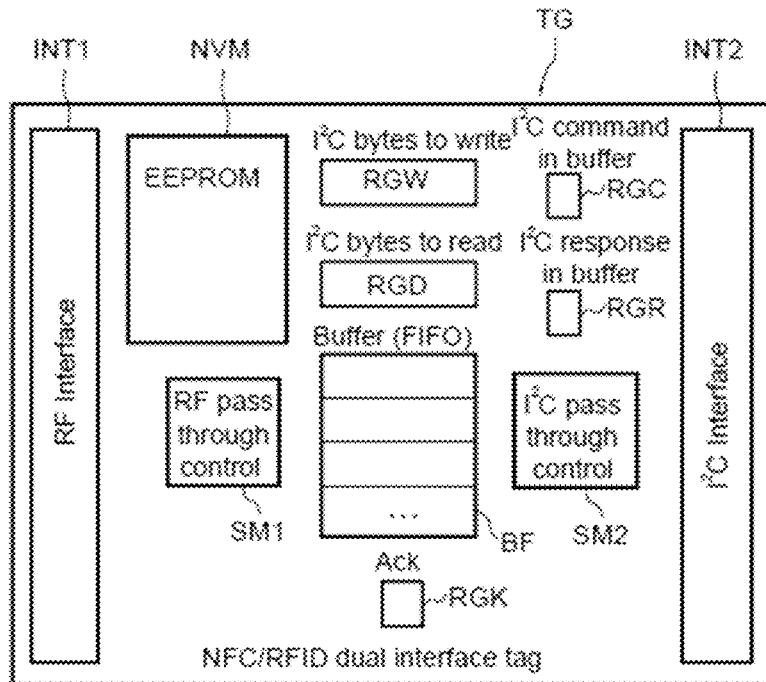 TG
INT1
NVM
INT2
RF Interface
EEPROM
I²C bytes to write
RGW
I²C bytes to read
RGD
I²C command
in buffer
RGC
I²C response
in buffer
RGR
Buffer (FIFO)
...
BF
RF pass
through
control
SM1
I²C pass
through
control
SM2
I²C Interface
Ack
RGK
NFC/RFID dual interface tag